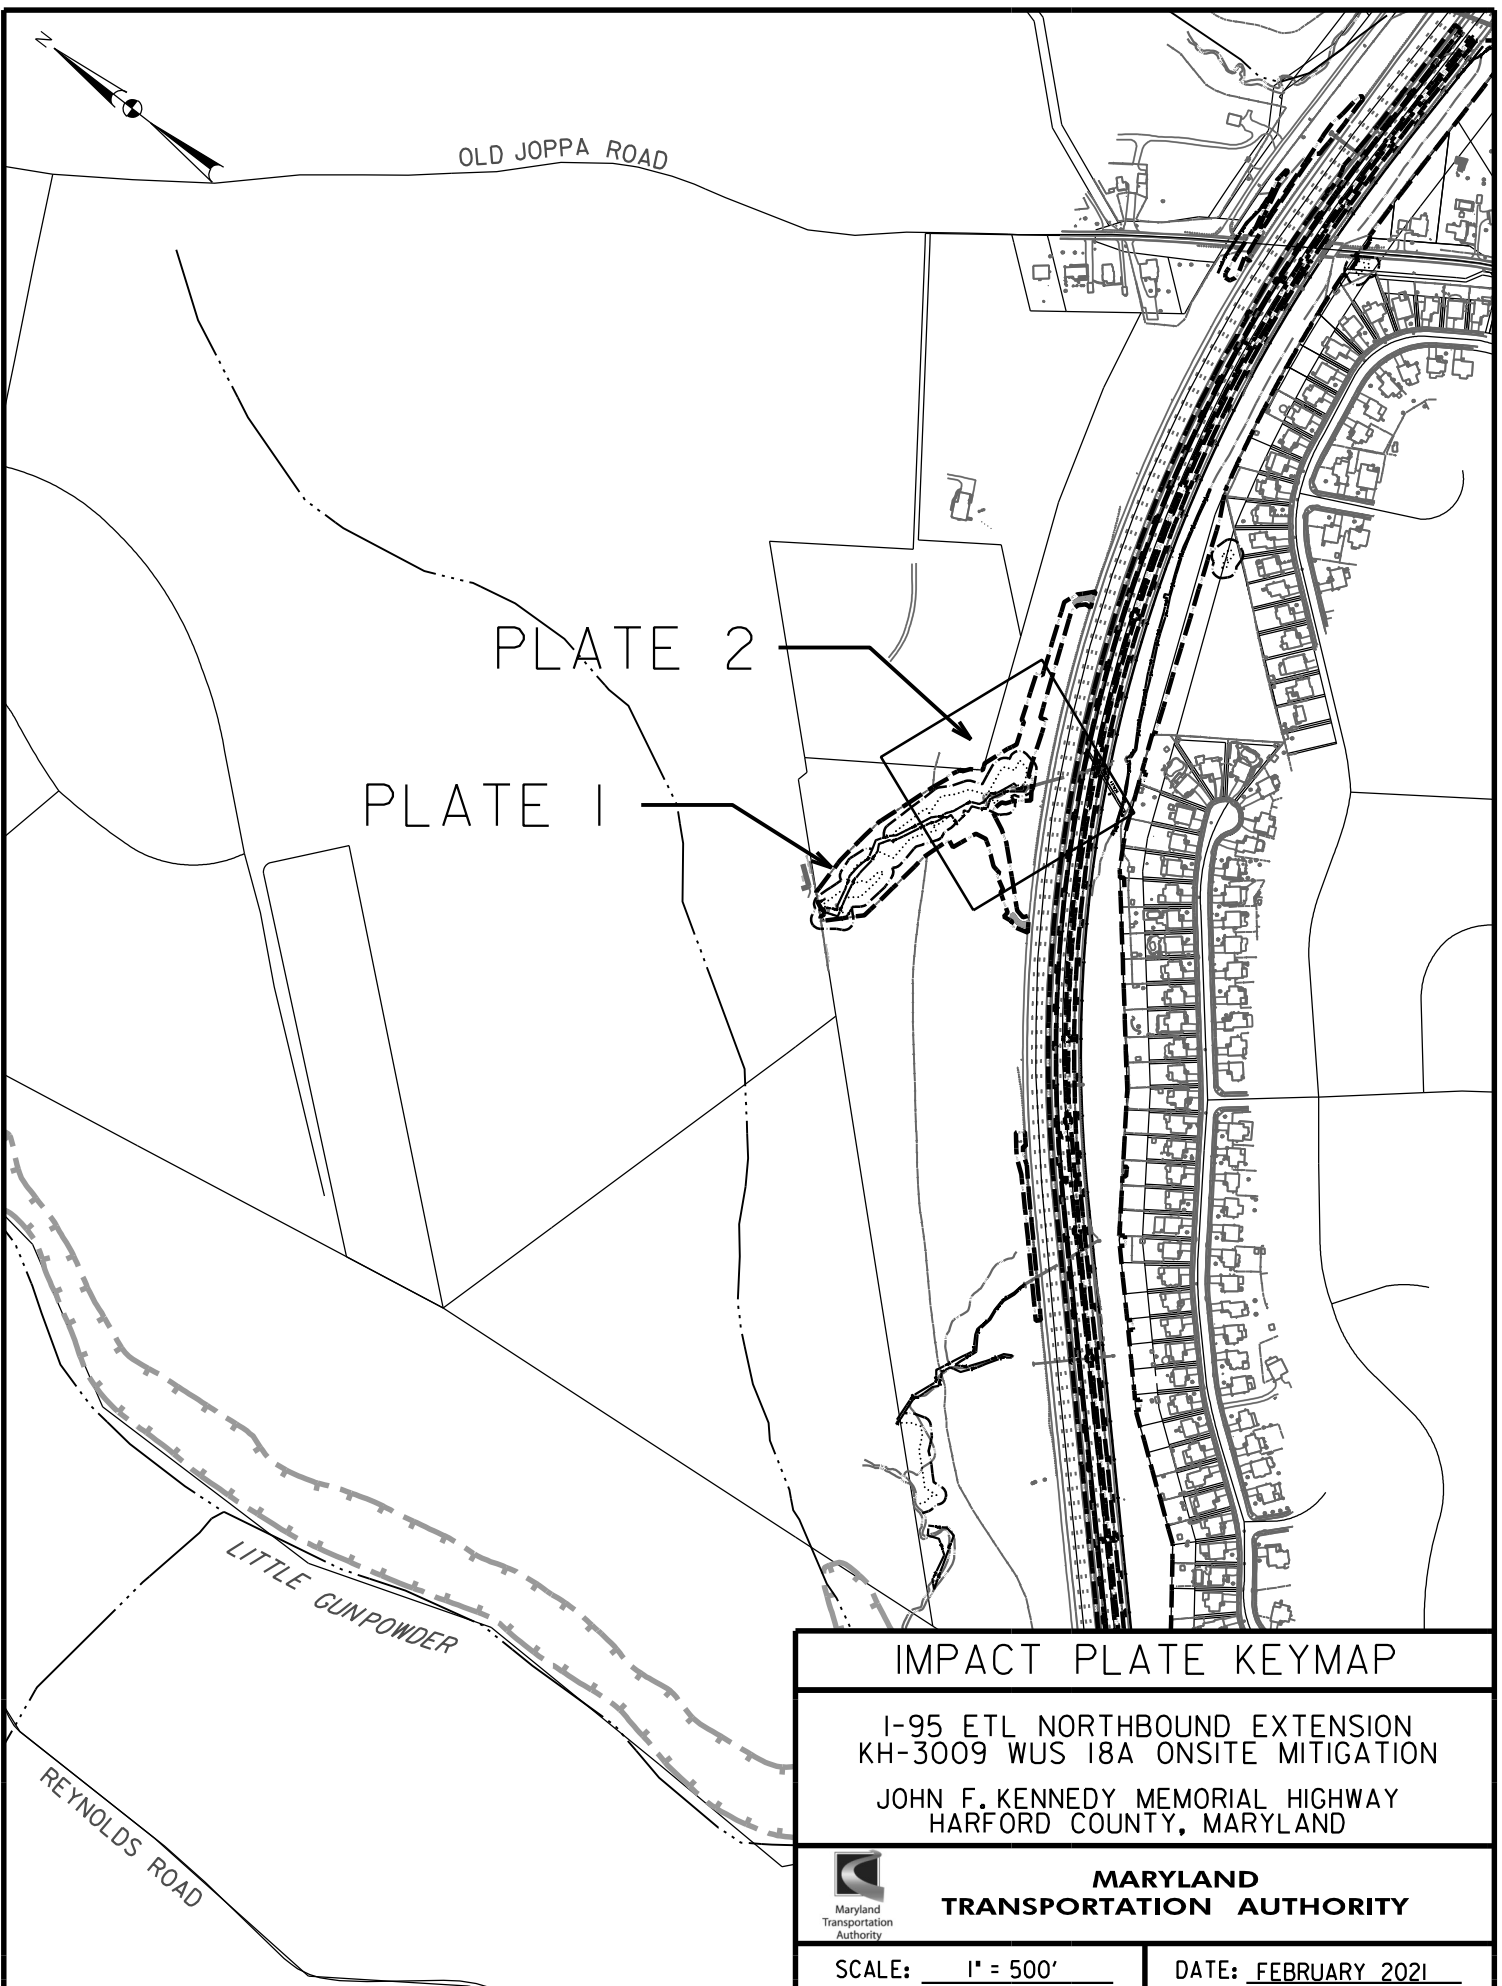 N
OLD JOPPA ROAD
PLATE 2
PLATE 1
LITTLE GUNPOWDER
REYNOLDS ROAD
IMPACT PLATE KEYMAP
I-95 ETL NORTHBOUND EXTENSION
KH-3009 WUS 18A ONSITE MITIGATION
JOHN F. KENNEDY MEMORIAL HIGHWAY
HARFORD COUNTY, MARYLAND
Maryland
Transportation
Authority
MARYLAND
TRANSPORTATION AUTHORITY
SCALE: 1" = 500' DATE: FEBRUARY 2021